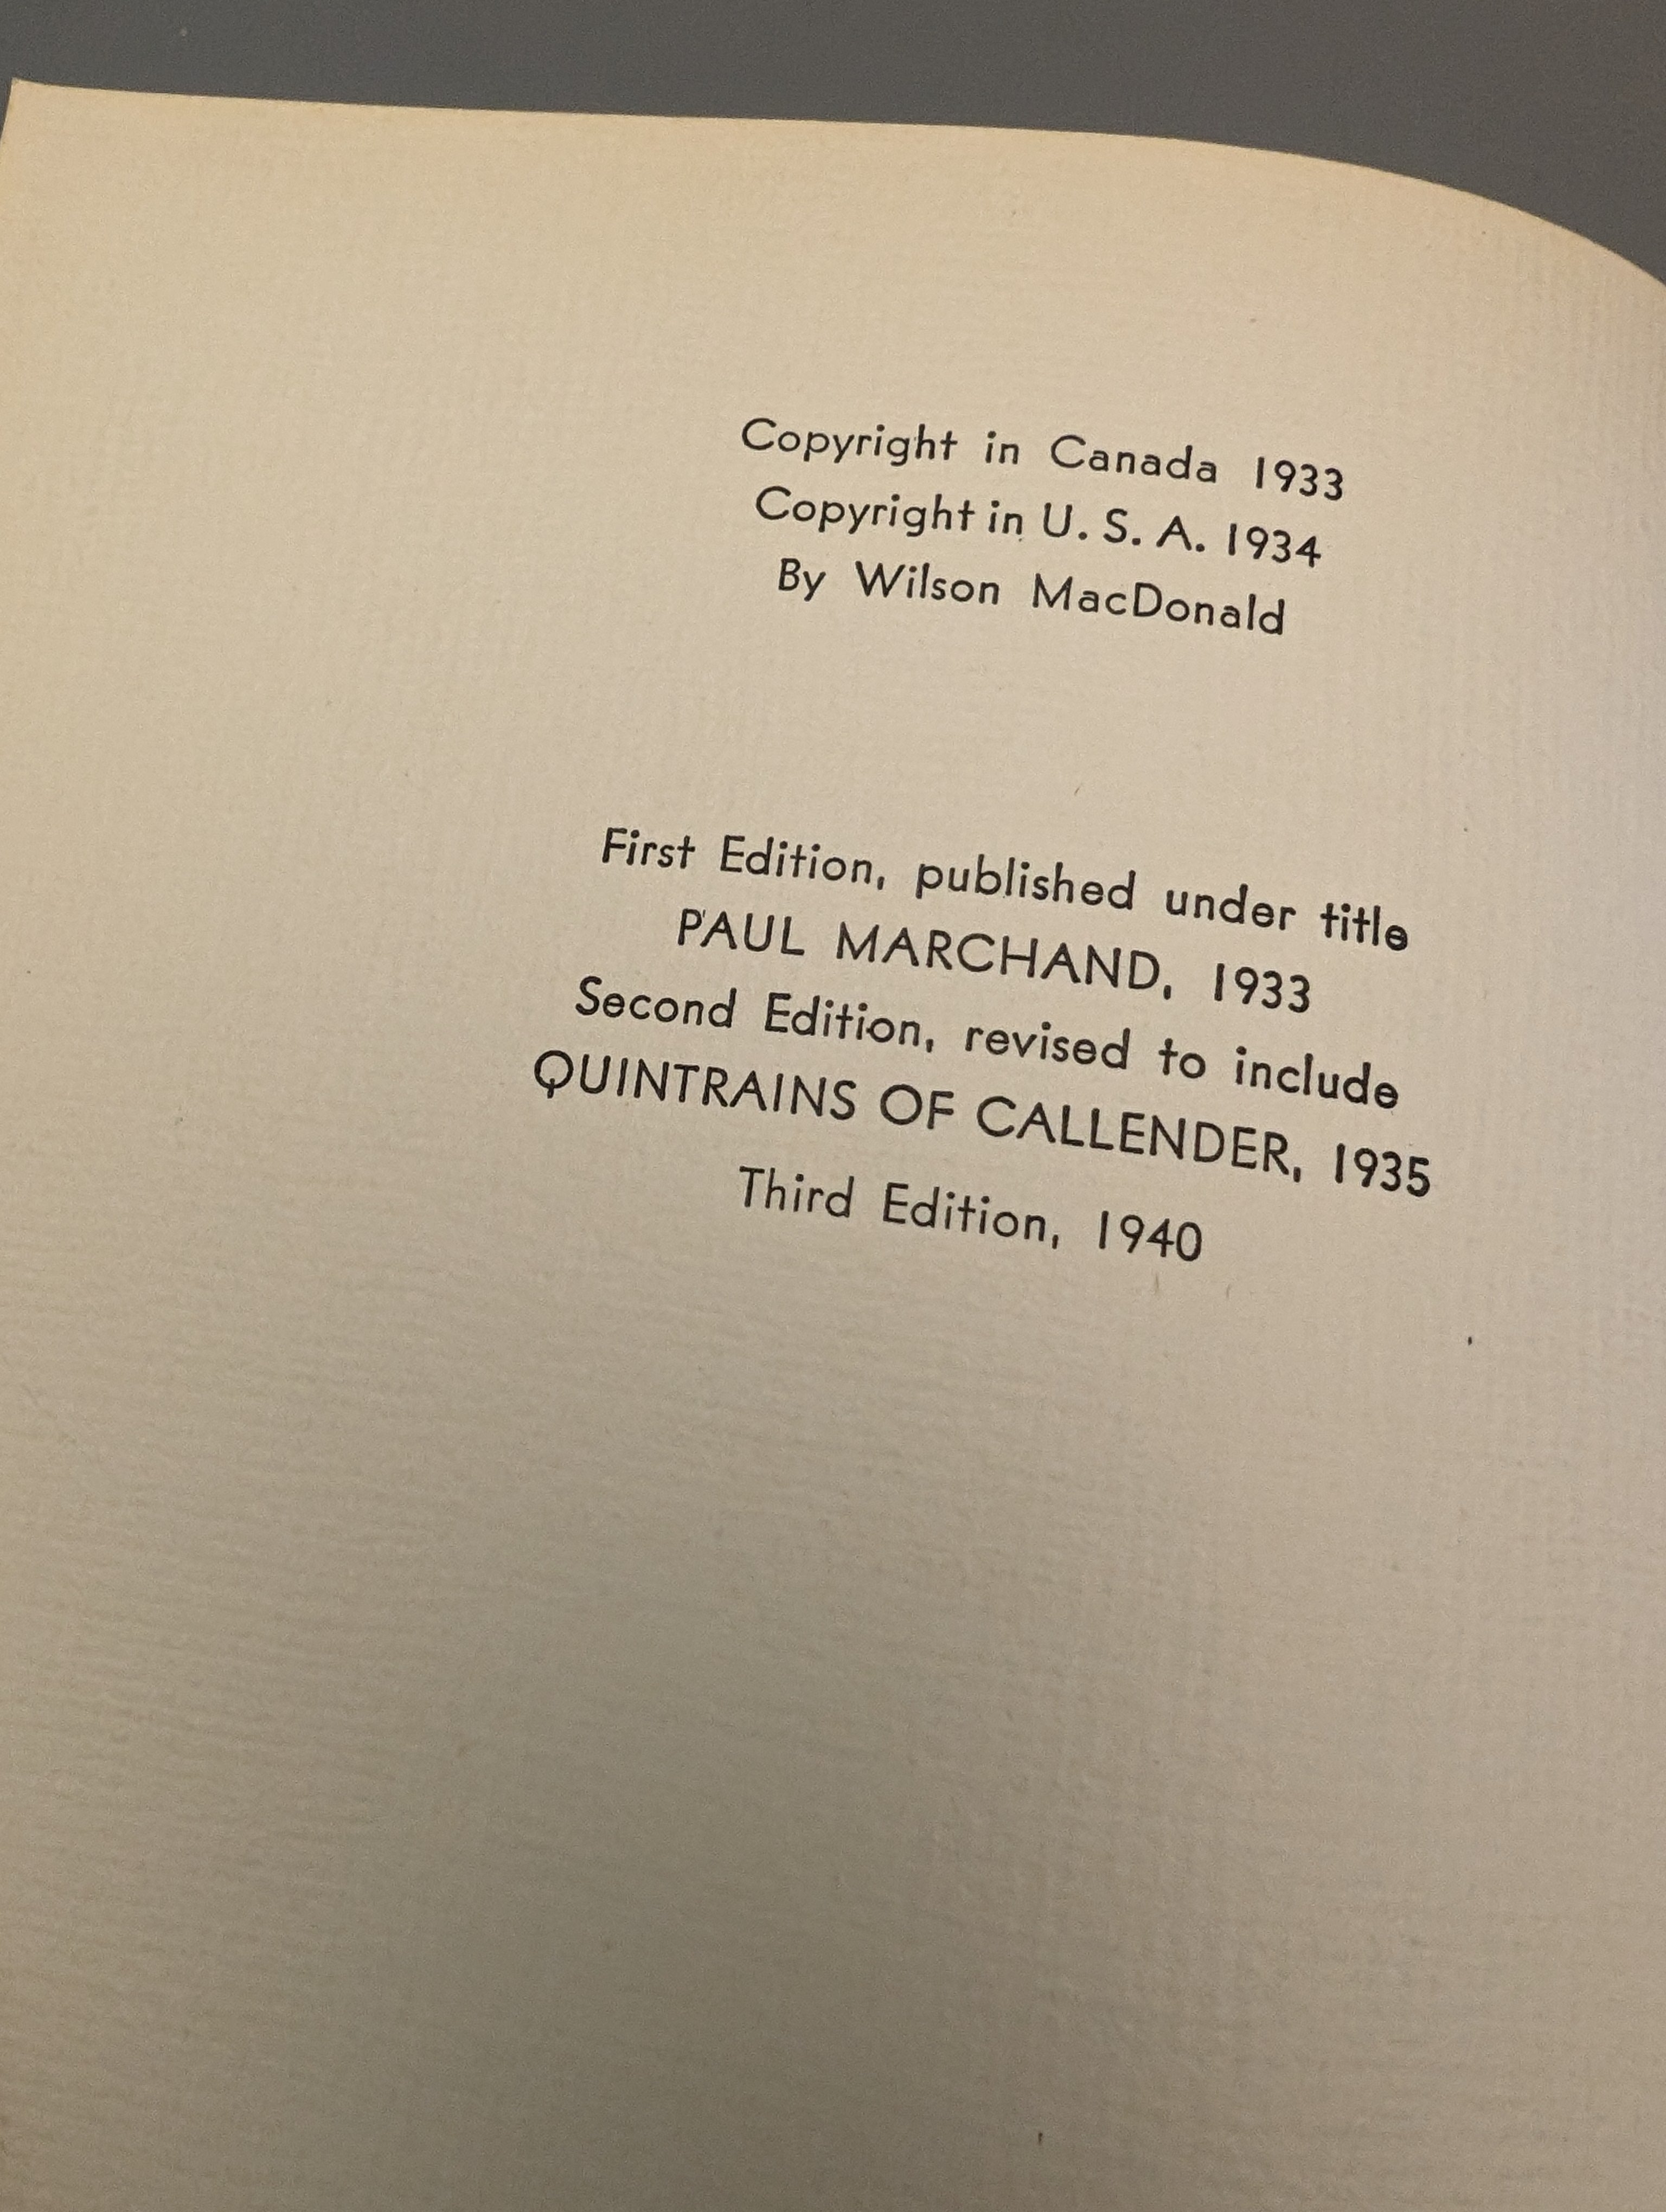 Copyright in Canada 1933
Copyright in U. S. A. 1934
By Wilson MacDonald
First Edition, published under title
PAUL MARCHAND, 1933
Second Edition, revised to include
QUINTRAINS OF CALLENDER, 1935
Third Edition, 1940